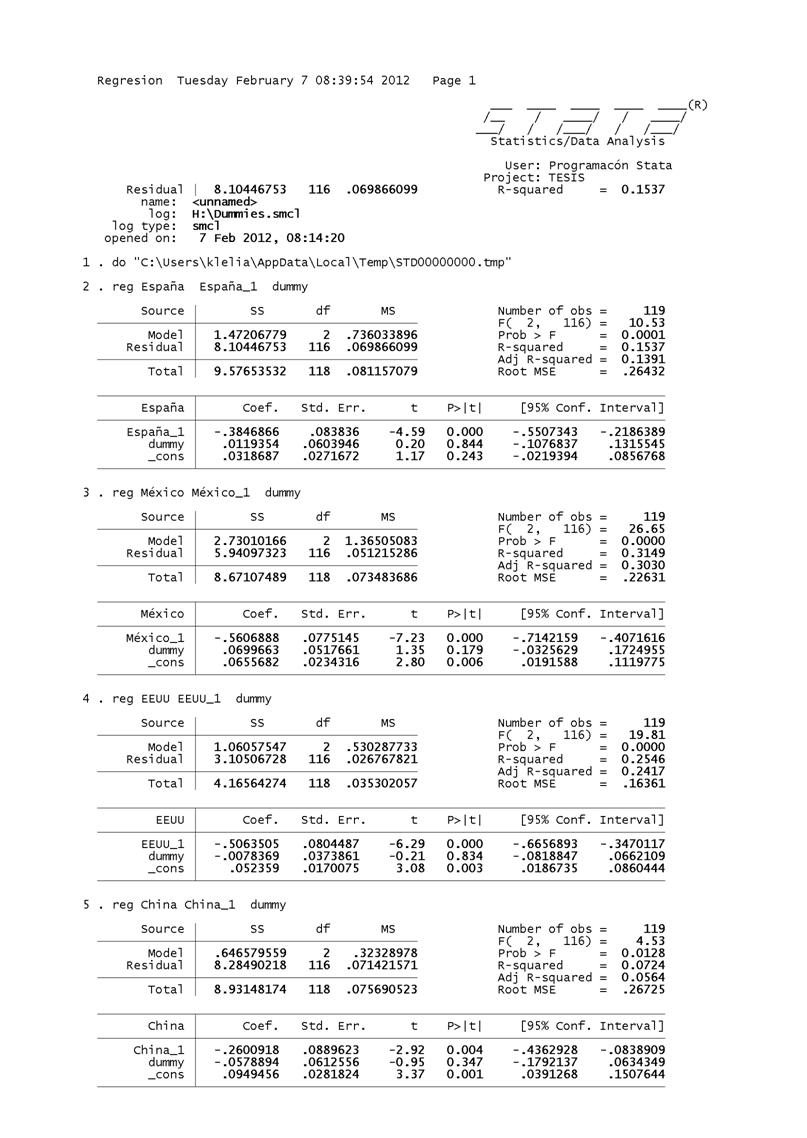 Regresion Tuesday February 7 08:39:54 2012 Page 1
(R)
STATA
Statistics/Data Analysis
User: Programacón Stata
Project: TESIS
Residual | 8.10446753 116 .069866099 R-squared = 0.1537
name: <unnamed>
log: H:\Dummies.smcl
log type: smcl
opened on: 7 Feb 2012, 08:14:20
1 . do "C:\Users\klelia\AppData\Local\Temp\STD00000000.tmp"
2 . reg España España_1 dummy
Source SS df MS Number of obs = 119
F( 2, 116) = 10.53
Model 1.47206779 2 .736033896 Prob > F = 0.0001
Residual 8.10446753 116 .069866099 R-squared = 0.1537
Adj R-squared = 0.1391
Total 9.57653532 118 .081157079 Root MSE = .26432
España Coef. Std. Err. t P>|t| [95% Conf. Interval]
España_1 -.3846866 .083836 -4.59 0.000 -.5507343 -.2186389
dummy .0119354 .0603946 0.20 0.844 -.1076837 .1315545
_cons .0318687 .0271672 1.17 0.243 -.0219394 .0856768
3 . reg México México_1 dummy
Source SS df MS Number of obs = 119
F( 2, 116) = 26.65
Model 2.73010166 2 1.36505083 Prob > F = 0.0000
Residual 5.94097323 116 .051215286 R-squared = 0.3149
Adj R-squared = 0.3030
Total 8.67107489 118 .073483686 Root MSE = .22631
México Coef. Std. Err. t P>|t| [95% Conf. Interval]
México_1 -.5606888 .0775145 -7.23 0.000 -.7142159 -.4071616
dummy .0699663 .0517661 1.35 0.179 -.0325629 .1724955
_cons .0655682 .0234316 2.80 0.006 .0191588 .1119775
4 . reg EEUU EEUU_1 dummy
Source SS df MS Number of obs = 119
F( 2, 116) = 19.81
Model 1.06057547 2 .530287733 Prob > F = 0.0000
Residual 3.10506728 116 .026767821 R-squared = 0.2546
Adj R-squared = 0.2417
Total 4.16564274 118 .035302057 Root MSE = .16361
EEUU Coef. Std. Err. t P>|t| [95% Conf. Interval]
EEUU_1 -.5063505 .0804487 -6.29 0.000 -.6656893 -.3470117
dummy -.0078369 .0373861 -0.21 0.834 -.0818847 .0662109
_cons .052359 .0170075 3.08 0.003 .0186735 .0860444
5 . reg China China_1 dummy
Source SS df MS Number of obs = 119
F( 2, 116) = 4.53
Model .646579559 2 .32328978 Prob > F = 0.0128
Residual 8.28490218 116 .071421571 R-squared = 0.0724
Adj R-squared = 0.0564
Total 8.93148174 118 .075690523 Root MSE = .26725
China Coef. Std. Err. t P>|t| [95% Conf. Interval]
China_1 -.2600918 .0889623 -2.92 0.004 -.4362928 -.0838909
dummy -.0578894 .0612556 -0.95 0.347 -.1792137 .0634349
_cons .0949456 .0281824 3.37 0.001 .0391268 .1507644